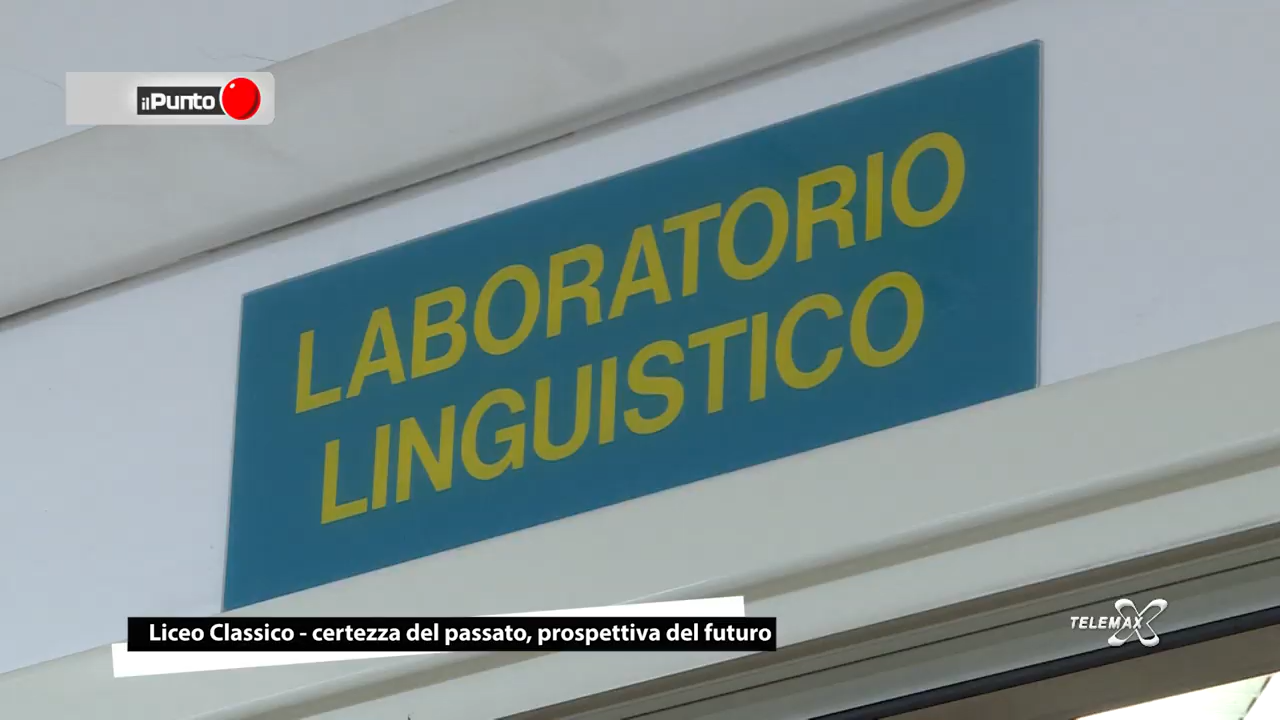 ilPunto
LABORATORIO
LINGUISTICO
Liceo Classico - certezza del passato, prospettiva del futuro
TELEMAX